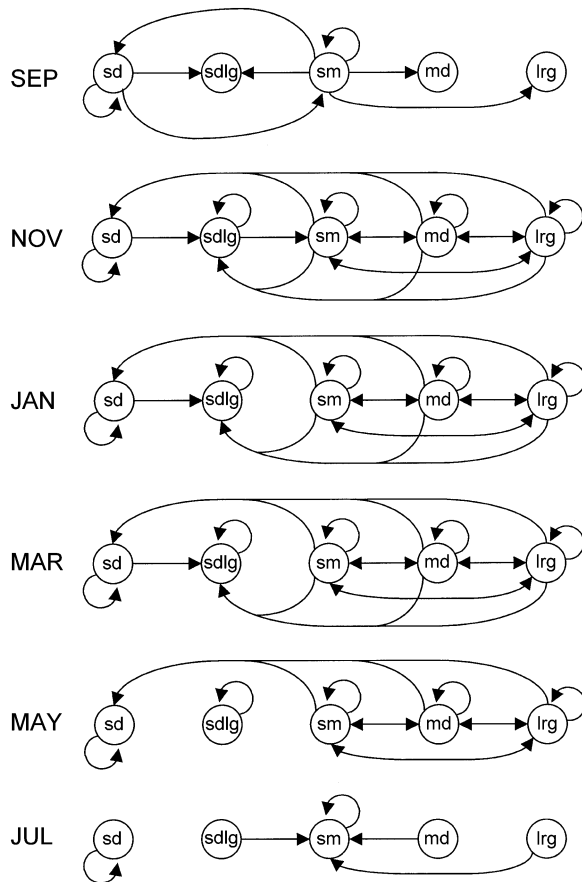 SEP sd sdlg sm md lrg
NOV sd sdlg sm md lrg
JAN sd sdlg sm md lrg
MAR sd sdlg sm md lrg
MAY sd sdlg sm md lrg
JUL sd sdlg sm md lrg